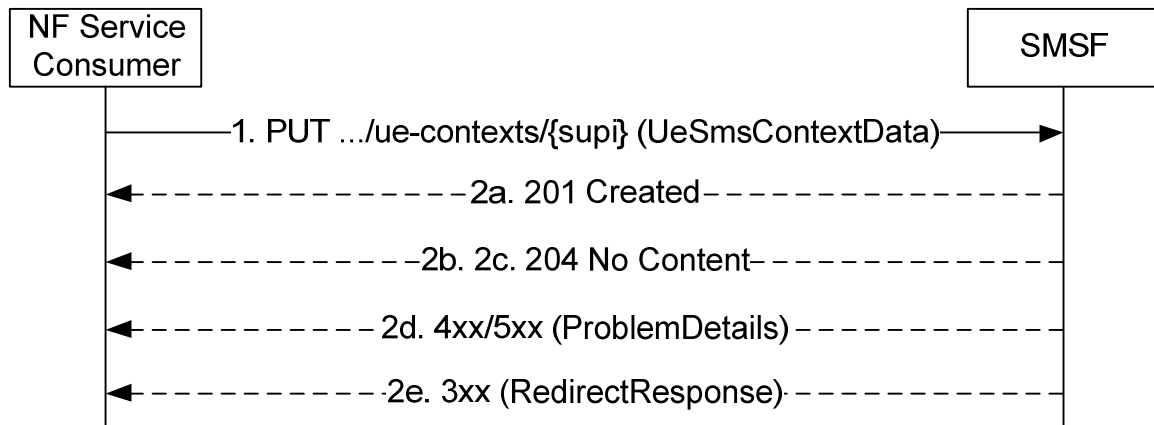 NF Service
Consumer
SMSF
1. PUT .../ue-contexts/{supi} (UeSmsContextData)
2a. 201 Created
2b. 2c. 204 No Content
2d. 4xx/5xx (ProblemDetails)
2e. 3xx (RedirectResponse)